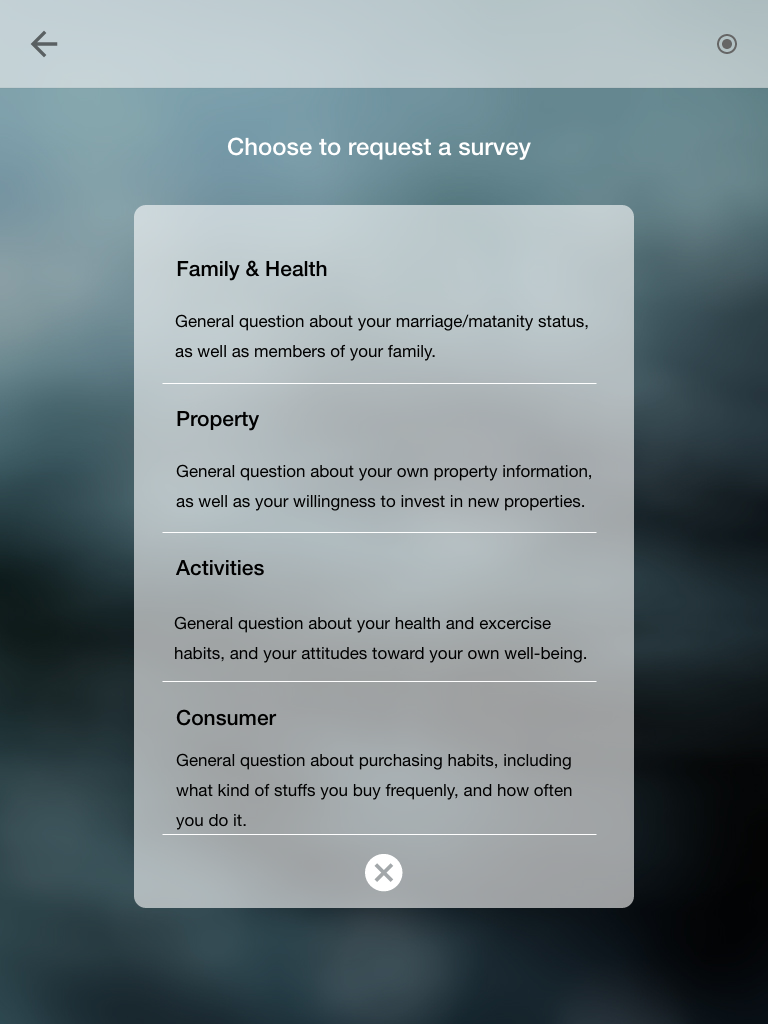 Choose to request a survey
Family & Health
General question about your marriage/matanity status,
as well as members of your family.
Property
General question about your own property information,
as well as your willingness to invest in new properties.
Activities
General question about your health and excercise
habits, and your attitudes toward your own well-being.
Consumer
General question about purchasing habits, including
what kind of stuffs you buy frequenly, and how often
you do it.